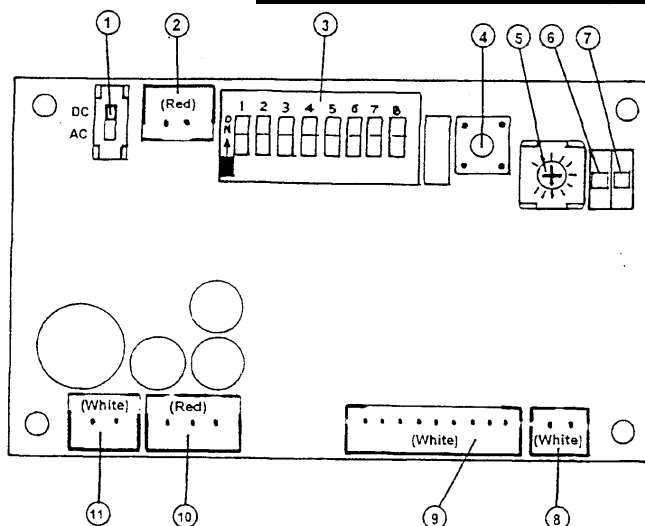 1 2 3 4 5 6 7
DC
AC
(Red)
1 2 3 4 5 6 7 8
ON
(White)
(Red)
(White)
(White)
11 10 9 8